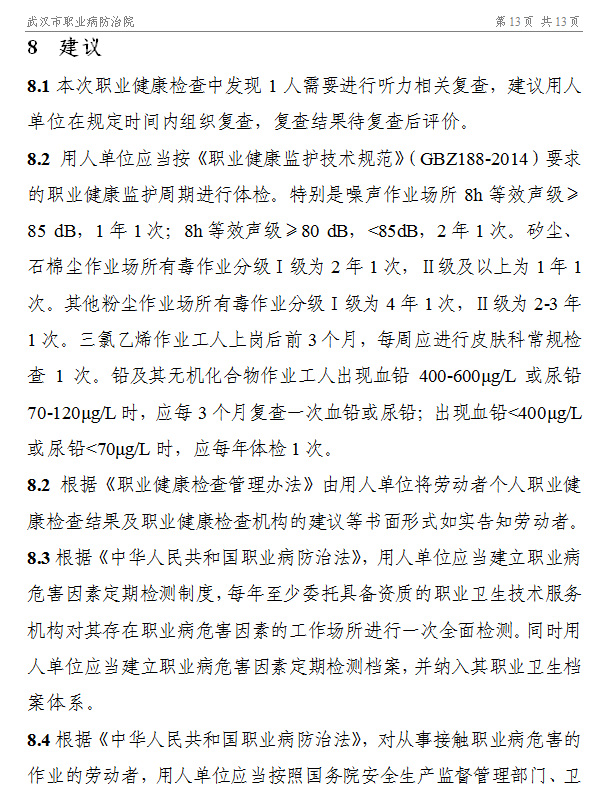 武汉市职业病防治院 第13页 共13页
8 建议
8.1 本次职业健康检查中发现 1 人需要进行听力相关复查，建议用人
单位在规定时间内组织复查，复查结果待复查后评价。
8.2 用人单位应当按《职业健康监护技术规范》（GBZ188-2014）要求
的职业健康监护周期进行体检。特别是噪声作业场所 8h 等效声级≥
85 dB，1 年 1 次；8h 等效声级≥80 dB，<85dB，2 年 1 次。矽尘、
石棉尘作业场所有毒作业分级Ⅰ级为 2 年 1 次，Ⅱ级及以上为 1 年 1
次。其他粉尘作业场所有毒作业分级Ⅰ级为 4 年 1 次，Ⅱ级为 2-3 年
1 次。三氯乙烯作业工人上岗后前 3 个月，每周应进行皮肤科常规检
查 1 次。铅及其无机化合物作业工人出现血铅 400-600μg/L 或尿铅
70-120μg/L 时，应每 3 个月复查一次血铅或尿铅；出现血铅<400μg/L
或尿铅<70μg/L 时，应每年体检 1 次。
8.2 根据《职业健康检查管理办法》由用人单位将劳动者个人职业健
康检查结果及职业健康检查机构的建议等书面形式如实告知劳动者。
8.3 根据《中华人民共和国职业病防治法》，用人单位应当建立职业病
危害因素定期检测制度，每年至少委托具备资质的职业卫生技术服务
机构对其存在职业病危害因素的工作场所进行一次全面检测。同时用
人单位应当建立职业病危害因素定期检测档案，并纳入其职业卫生档
案体系。
8.4 根据《中华人民共和国职业病防治法》，对从事接触职业病危害的
作业的劳动者，用人单位应当按照国务院安全生产监督管理部门、卫